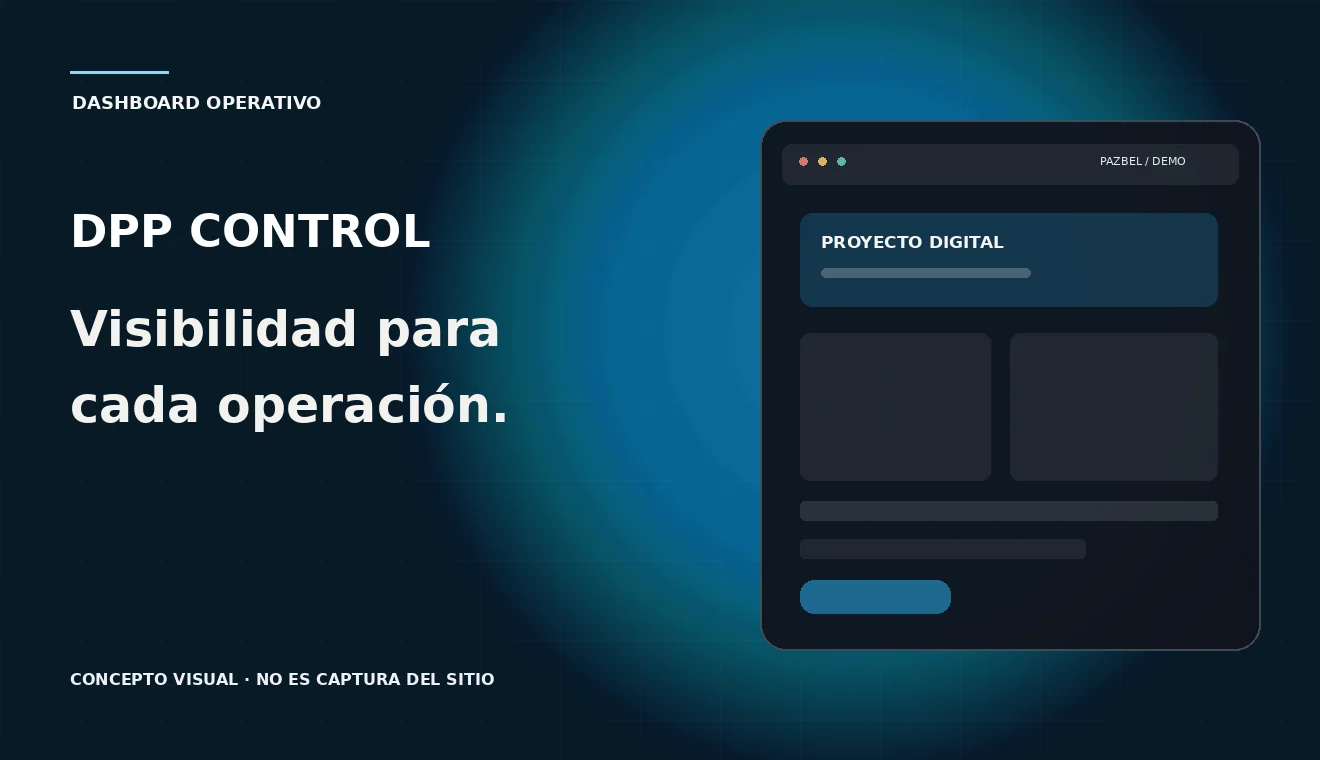 DASHBOARD OPERATIVO
DPP CONTROL
Visibilidad para
cada operación.
CONCEPTO VISUAL · NO ES CAPTURA DEL SITIO
PAZBEL / DEMO
PROYECTO DIGITAL